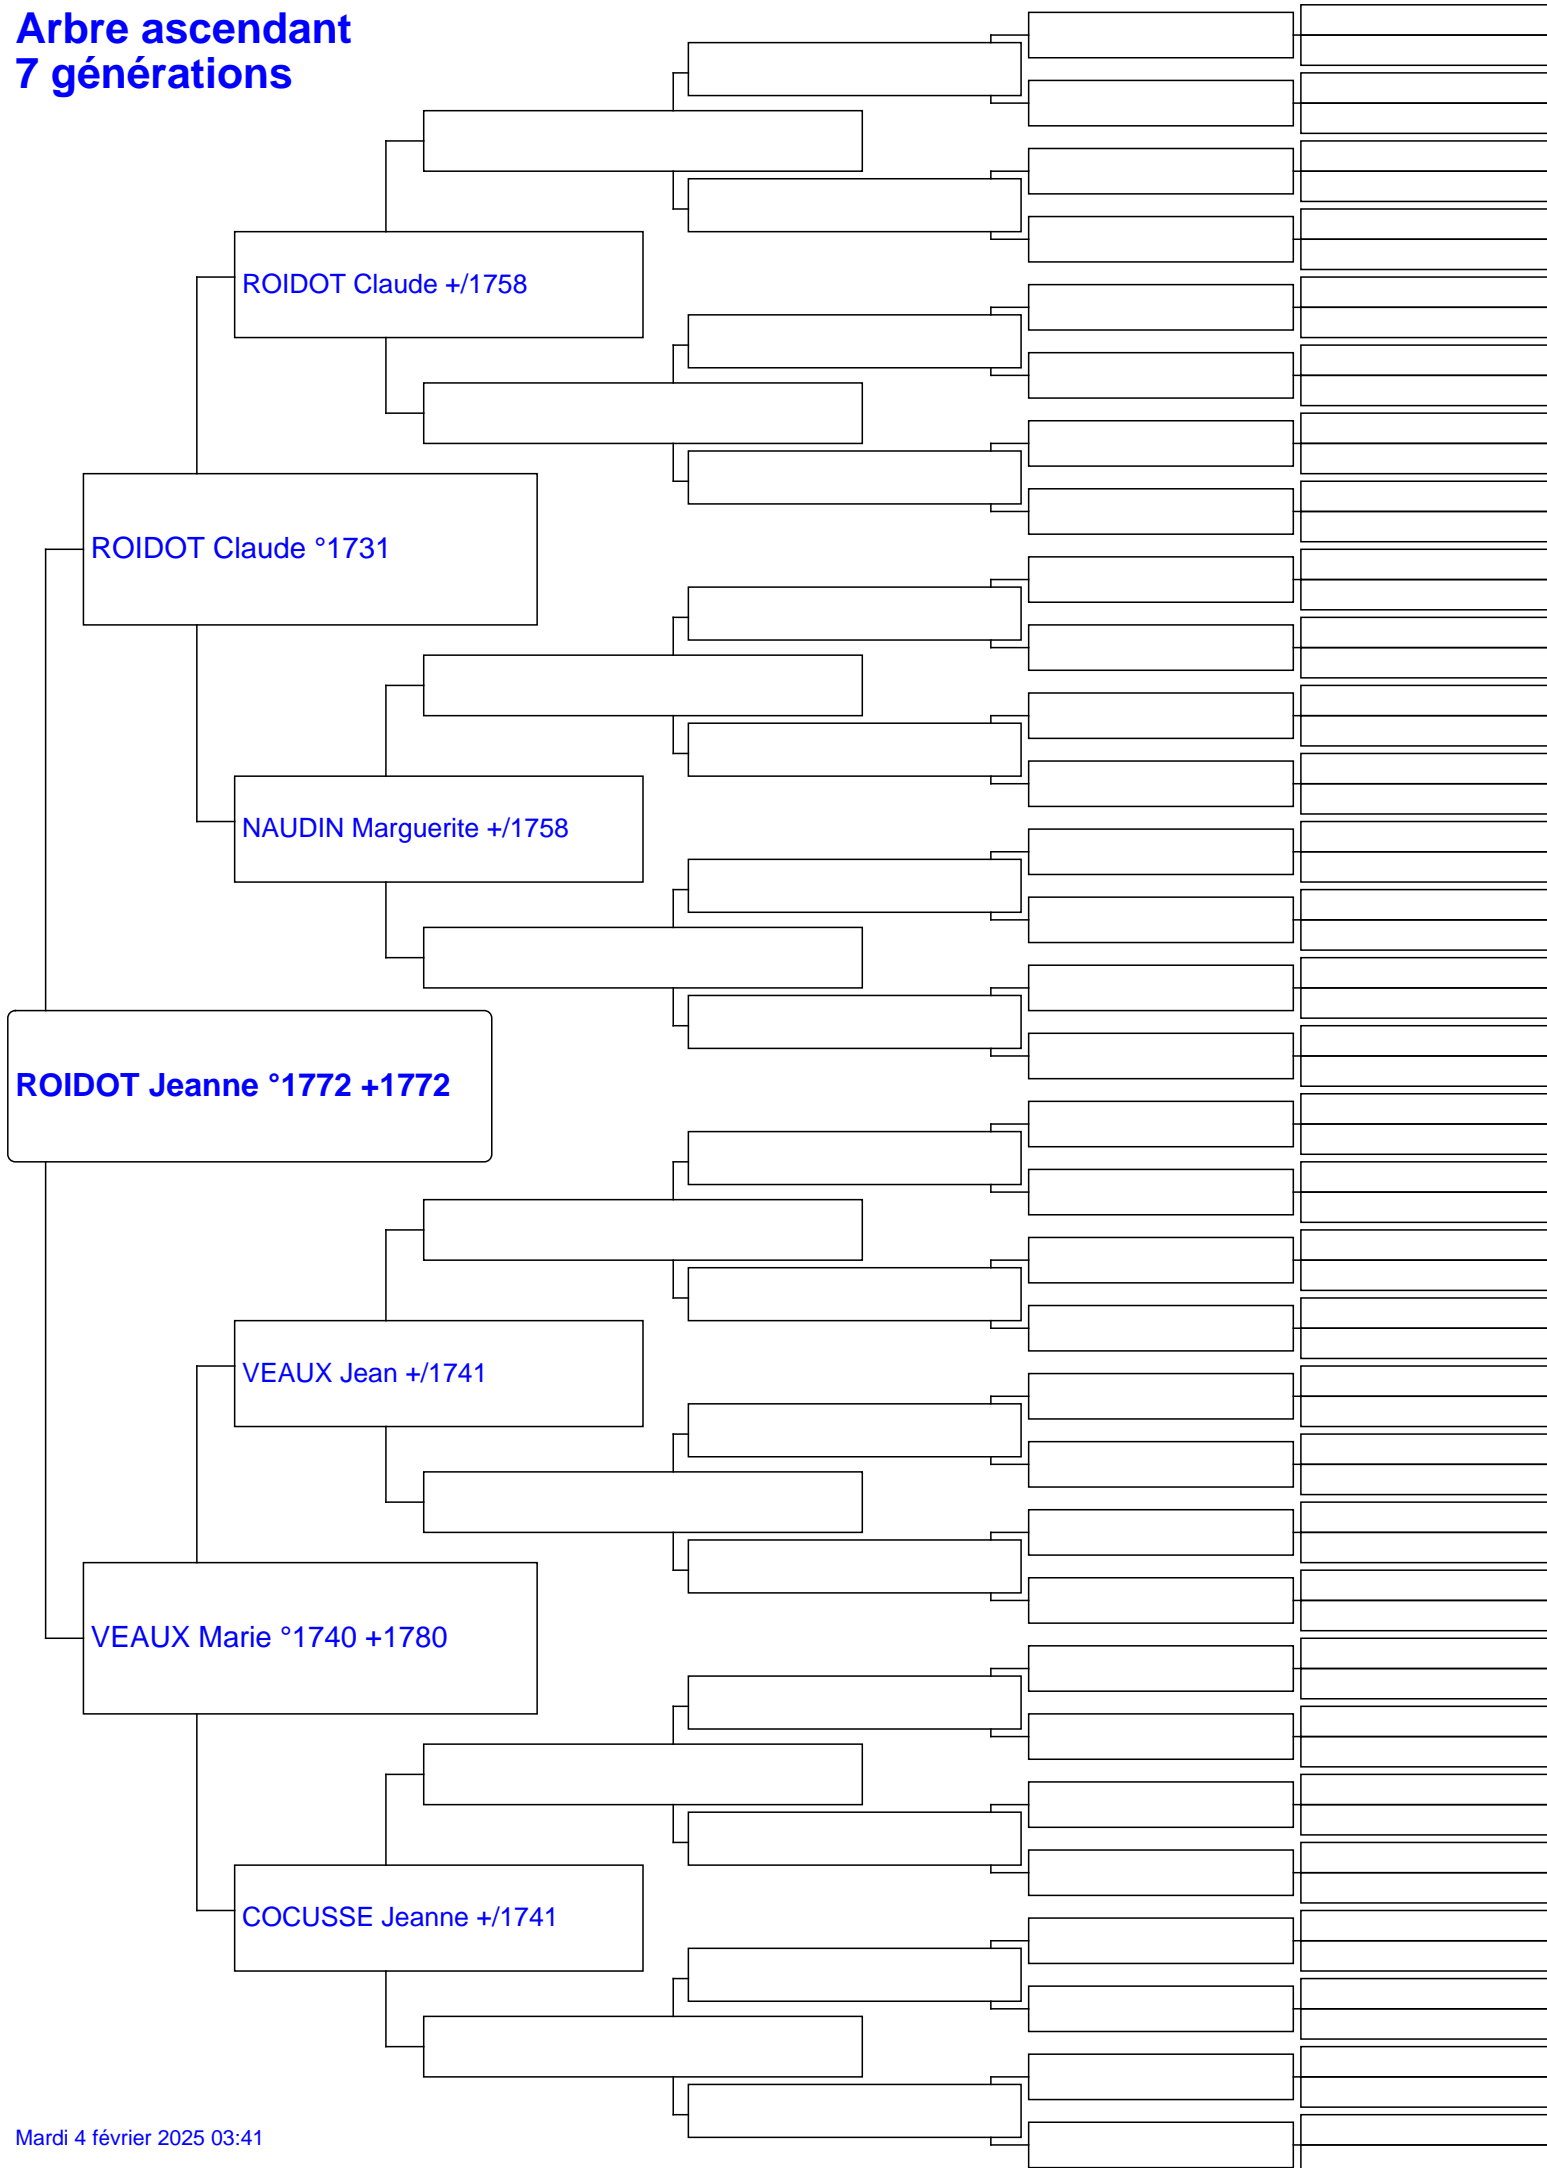 Arbre ascendant
7 générations
ROIDOT Claude +/1758
ROIDOT Claude °1731
NAUDIN Marguerite +/1758
ROIDOT Jeanne °1772 +1772
VEAUX Jean +/1741
VEAUX Marie °1740 +1780
COCUSSE Jeanne +/1741
Mardi 4 février 2025 03:41